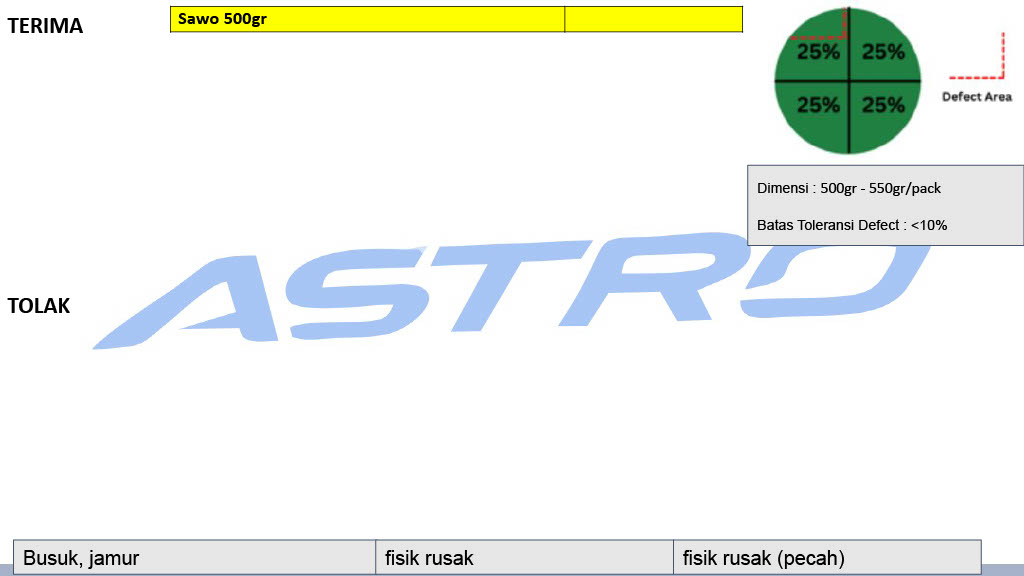 TERIMA
Sawo 500gr
25% 25%
25% 25%
Defect Area
Dimensi : 500gr - 550gr/pack
Batas Toleransi Defect : <10%
ASTRO
TOLAK
Busuk, jamur
fisik rusak
fisik rusak (pecah)